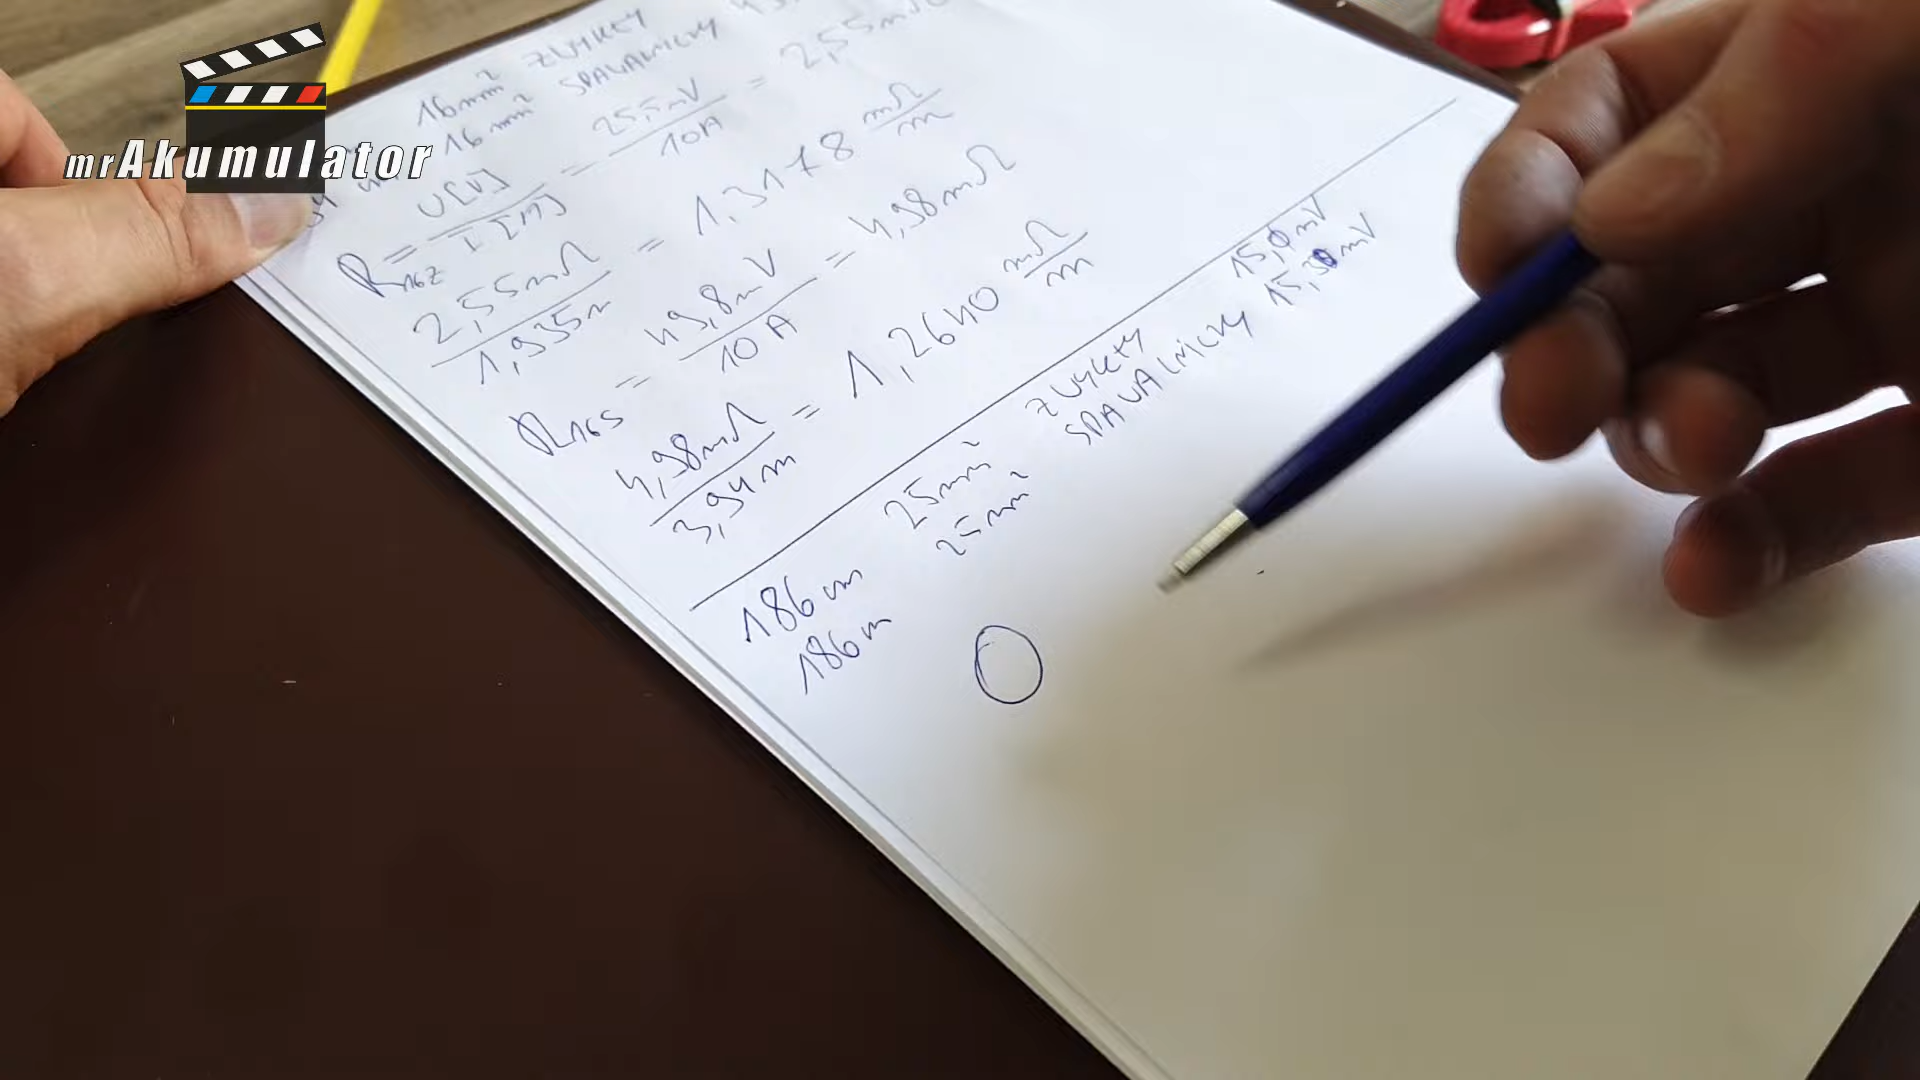 mrAkumulator
16mm² ZWYKŁY
16mm² SPAWALNICZY
R16Z = U[V] / I[A] = 25,5mV / 10A = 2,55mΩ
2,55mΩ / 1,935m = 1,3178 mΩ/m
R16S = 49,8mV / 10A = 4,98mΩ
4,98mΩ / 3,94m = 1,2640 mΩ/m
186cm 25mm² ZWYKŁY 15,0mV
186cm 25mm² SPAWALNICZY 15,30mV